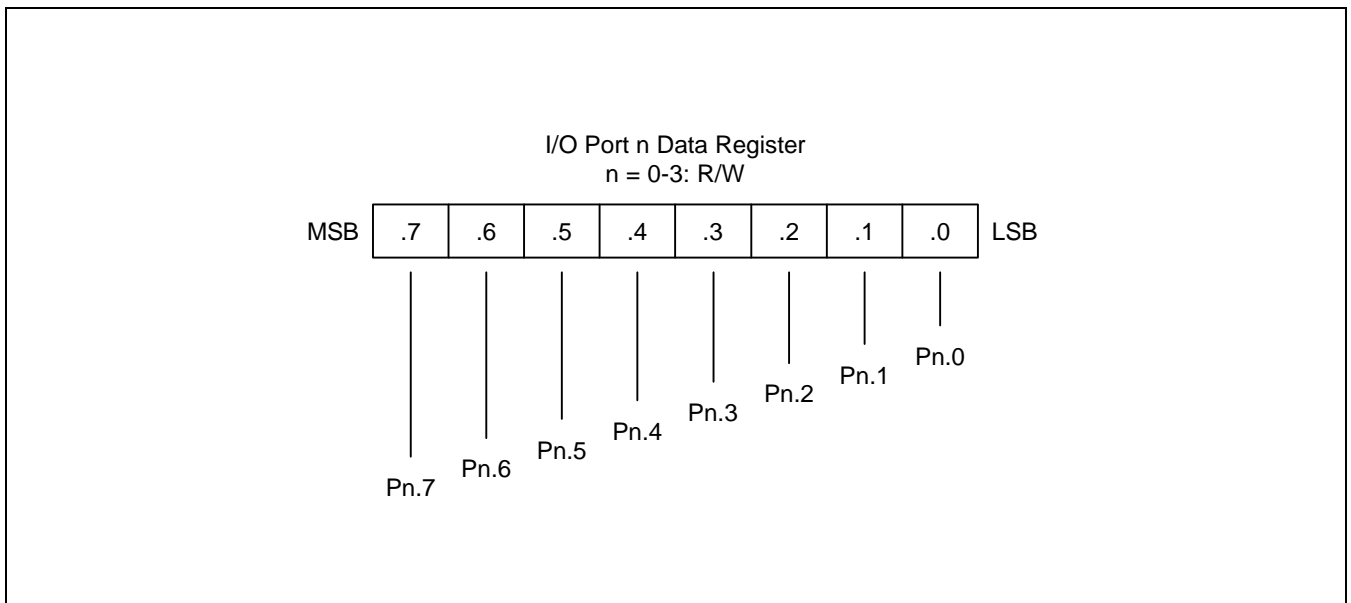 I/O Port n Data Register
n = 0-3: R/W
MSB .7 .6 .5 .4 .3 .2 .1 .0 LSB
Pn.0
Pn.1
Pn.2
Pn.3
Pn.4
Pn.5
Pn.6
Pn.7